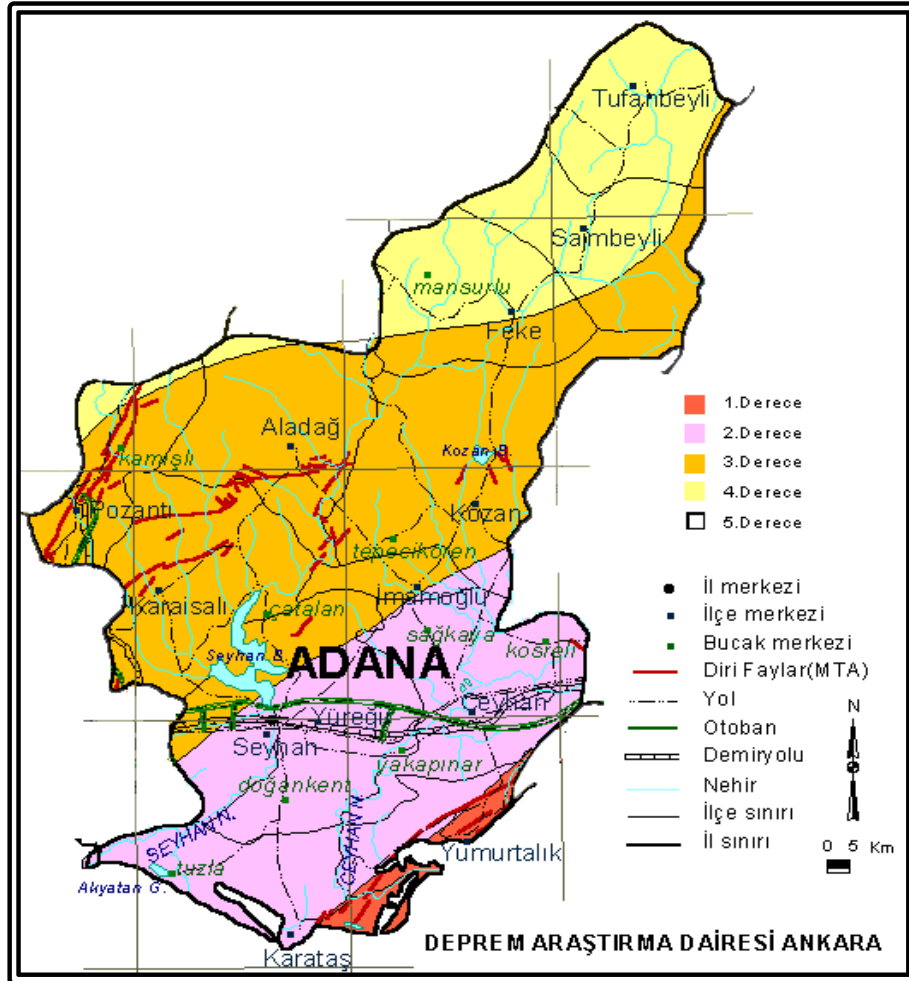 Tufanbeyli
Saimbeyli
mansurlu
Feke
1.Derece
2.Derece
3.Derece
4.Derece
5.Derece
Aladağ
Kozan B.
kamışlı
Pozantı
Kozan
tepecikören
Karaisalı
çatalan
İmamoğlu
sağkaya
kösreli
Seyhan B.
ADANA
Ceyhan
Yüreğir
Seyhan
yakapınar
doğankent
SEYHAN N.
CEYHAN N.
Yumurtalık
tuzla
Akyatan G.
Karataş
İl merkezi
İlçe merkezi
Bucak merkezi
Diri Faylar(MTA)
Yol
Otoban
Demiryolu
Nehir
İlçe sınırı
İl sınırı
N
0 5 Km
DEPREM ARAŞTIRMA DAİRESİ ANKARA